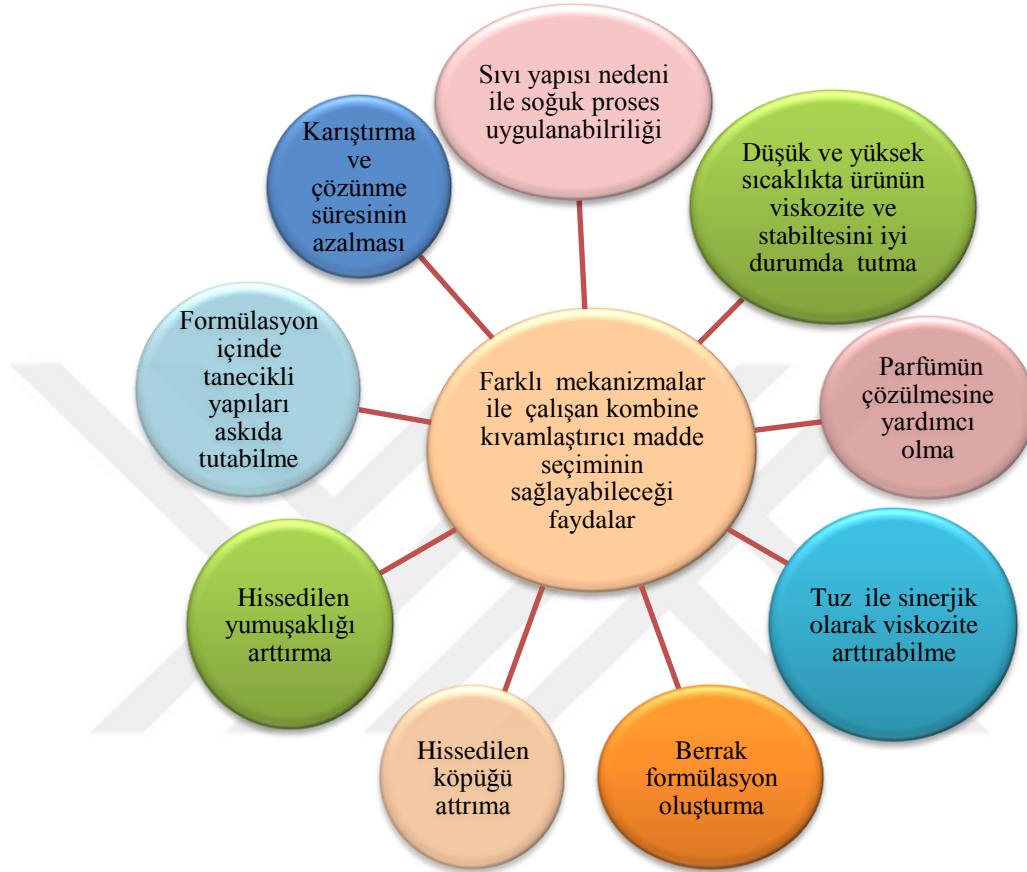 Sıvı yapısı nedeni
ile soğuk proses
uygulanabilriliği
Düşük ve yüksek
sıcaklıkta ürünün
viskozite ve
stabiltesini iyi
durumda tutma
Parfümün
çözülmesine
yardımcı
olma
Tuz ile sinerjik
olarak viskozite
arttırabilme
Berrak
formülasyon
oluşturma
Hissedilen
köpüğü
attrıma
Hissedilen
yumuşaklığı
arttırma
Formülasyon
içinde
tanecikli
yapıları
askıda
tutabilme
Karıştırma
ve
çözünme
süresinin
azalması
Farklı mekanizmalar
ile çalışan kombine
kıvamlaştırıcı madde
seçiminin
sağlayabileceği
faydalar